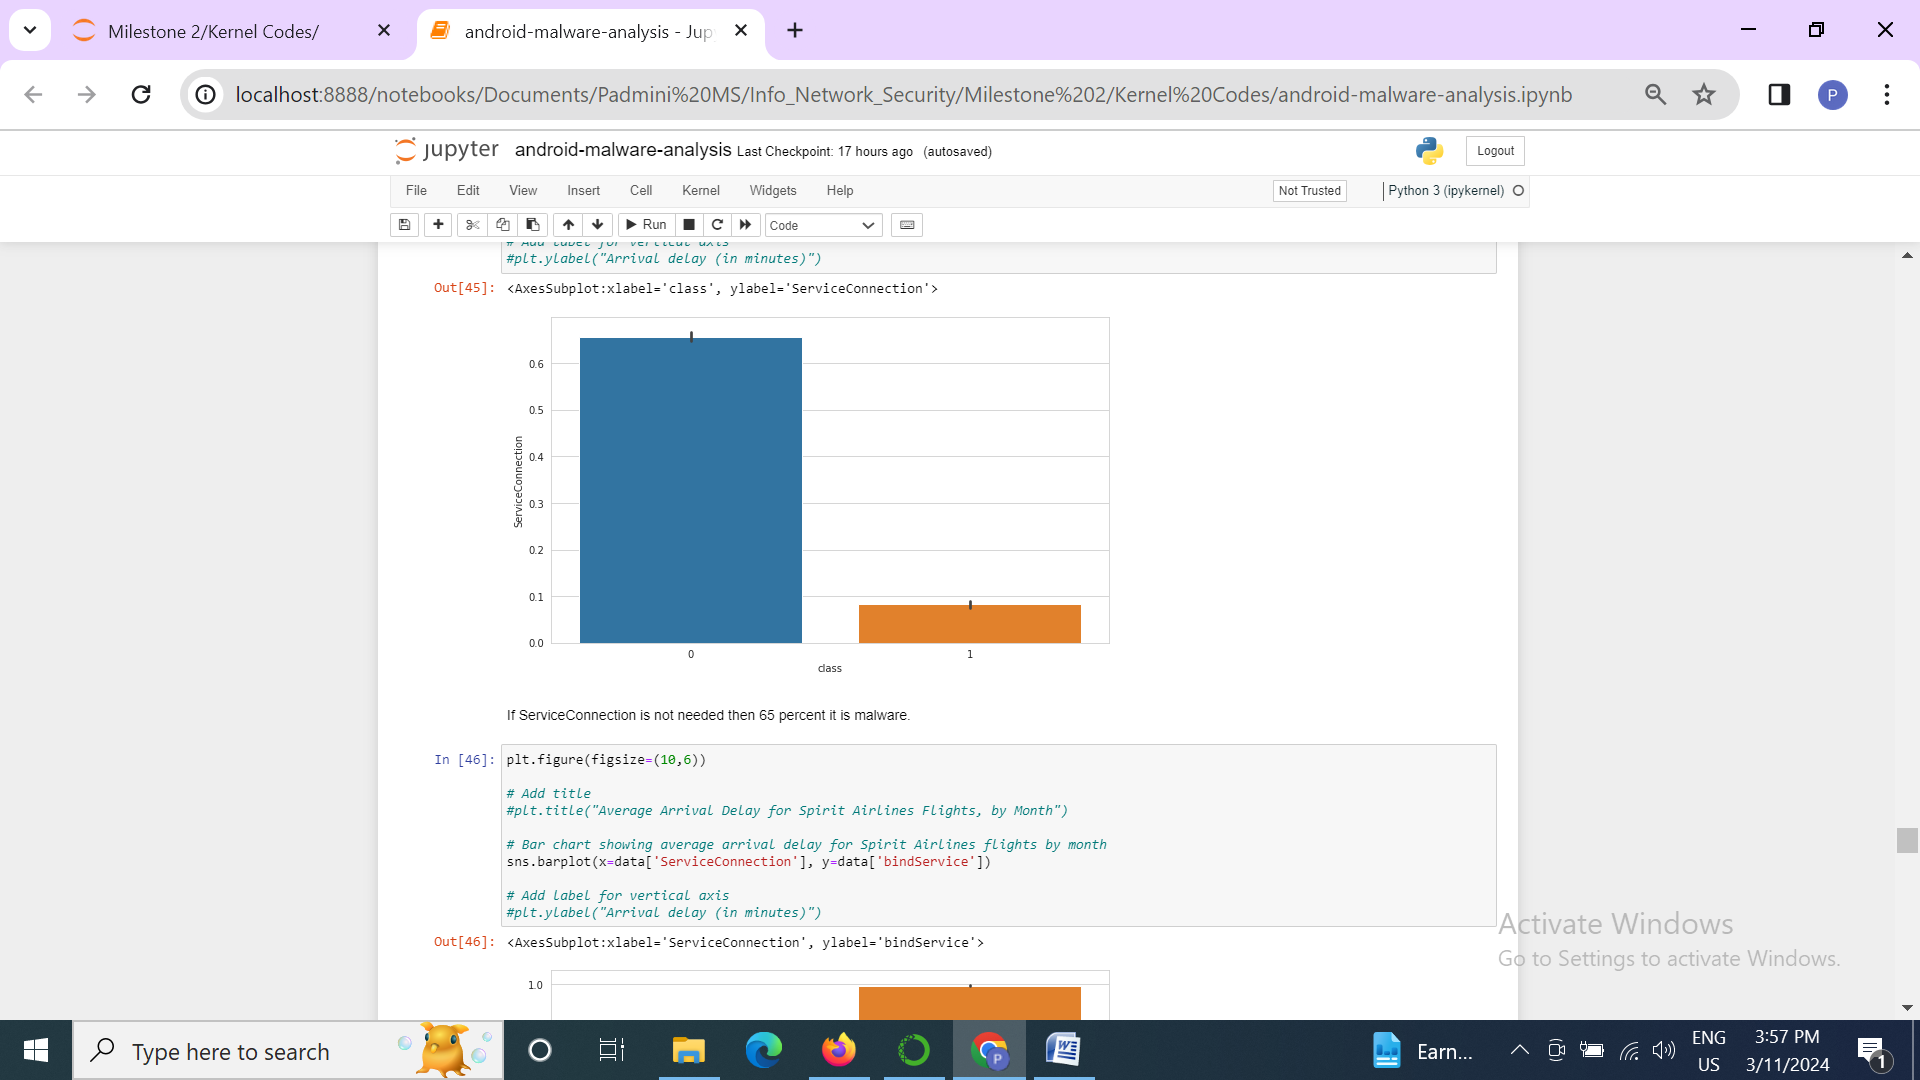 Milestone 2/Kernel Codes/
android-malware-analysis - Jup
localhost:8888/notebooks/Documents/Padmini%20MS/Info_Network_Security/Milestone%202/Kernel%20Codes/android-malware-analysis.ipynb
P
jupyter android-malware-analysis Last Checkpoint: 17 hours ago (autosaved)
Logout
File Edit View Insert Cell Kernel Widgets Help
Not Trusted
Python 3 (ipykernel)
Run
Code
# Add label for vertical axis
#plt.ylabel("Arrival delay (in minutes)")
Out[45]: <AxesSubplot:xlabel='class', ylabel='ServiceConnection'>
0.6
0.5
0.4
0.3
0.2
0.1
0.0
ServiceConnection
0 1
class
If ServiceConnection is not needed then 65 percent it is malware.
In [46]: plt.figure(figsize=(10,6))
# Add title
#plt.title("Average Arrival Delay for Spirit Airlines Flights, by Month")
# Bar chart showing average arrival delay for Spirit Airlines flights by month
sns.barplot(x=data['ServiceConnection'], y=data['bindService'])
# Add label for vertical axis
#plt.ylabel("Arrival delay (in minutes)")
Out[46]: <AxesSubplot:xlabel='ServiceConnection', ylabel='bindService'>
1.0
Activate Windows
Go to Settings to activate Windows.
Type here to search
P
Earn...
ENG
US
3:57 PM
3/11/2024
1